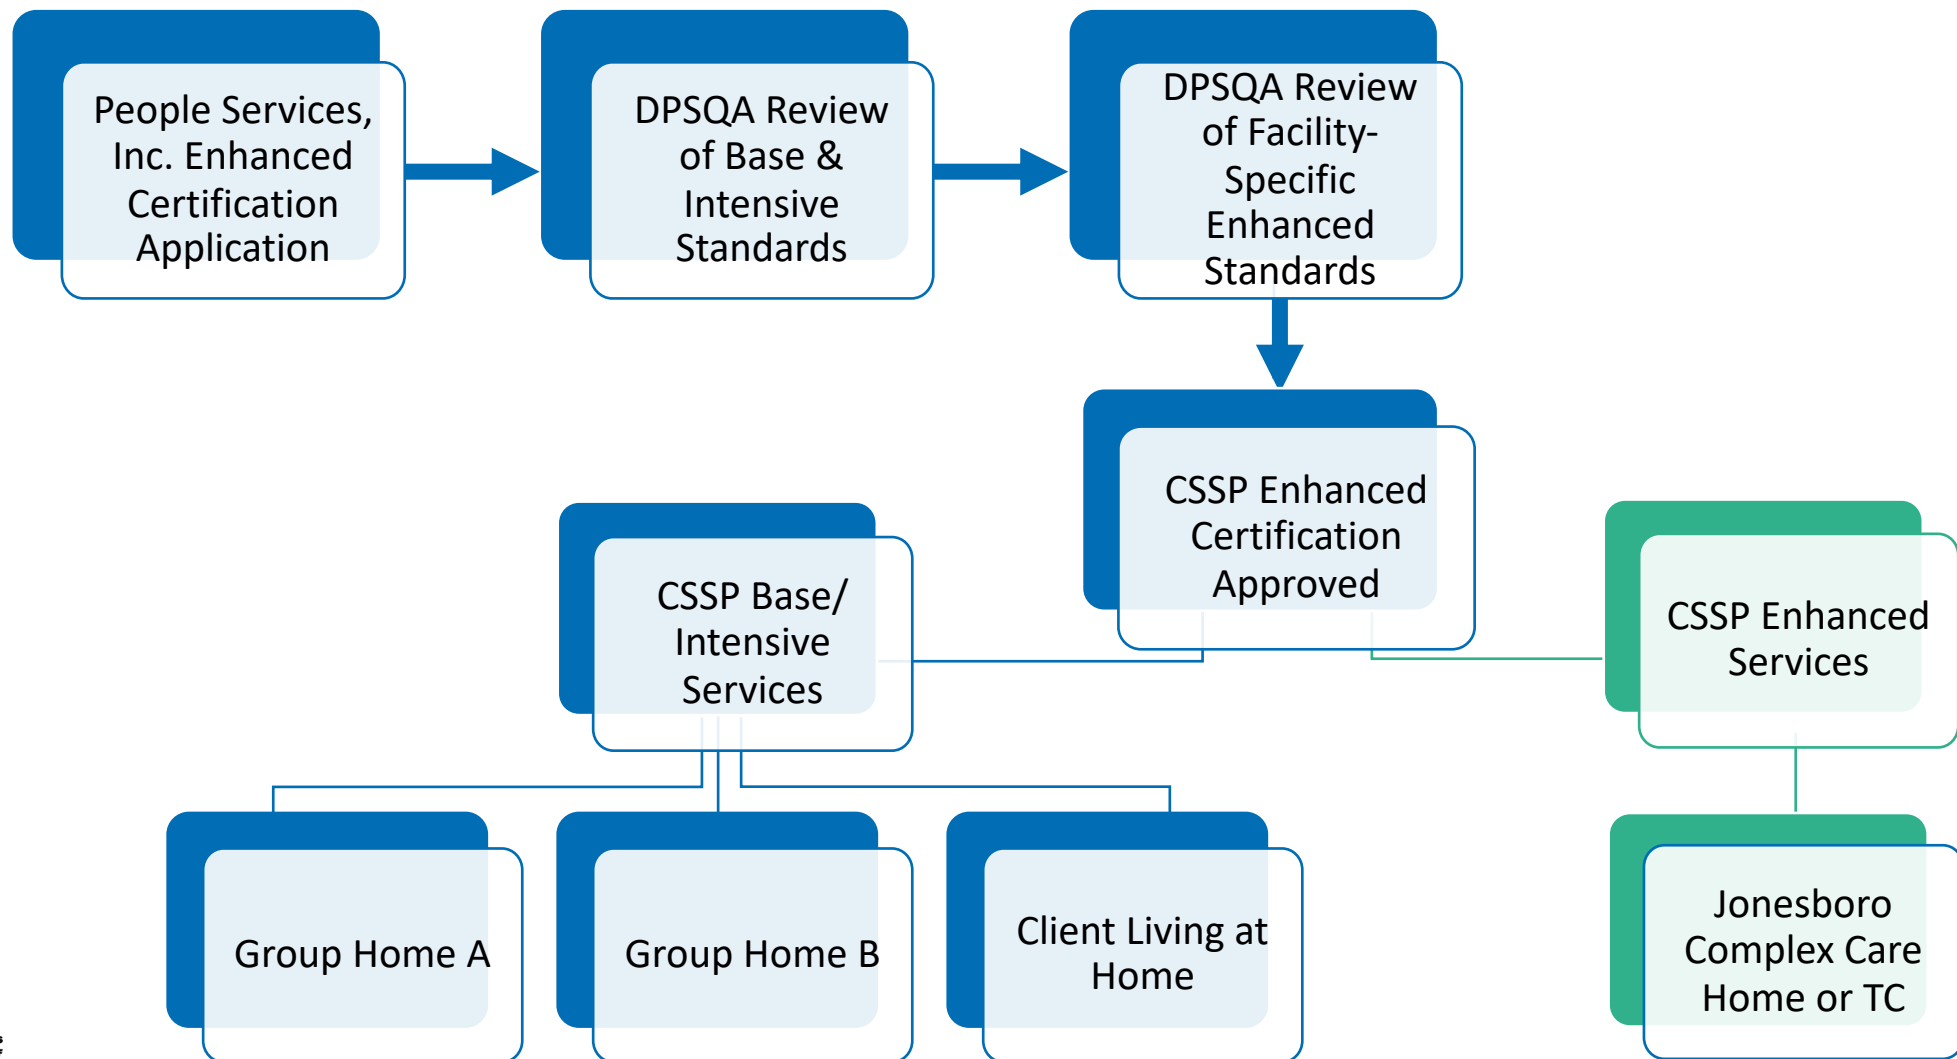 People Services,
Inc. Enhanced
Certification
Application
DPSQA Review
of Base &
Intensive
Standards
DPSQA Review
of Facility-
Specific
Enhanced
Standards
CSSP Enhanced
Certification
Approved
CSSP Base/
Intensive
Services
CSSP Enhanced
Services
Group Home A
Group Home B
Client Living at
Home
Jonesboro
Complex Care
Home or TC